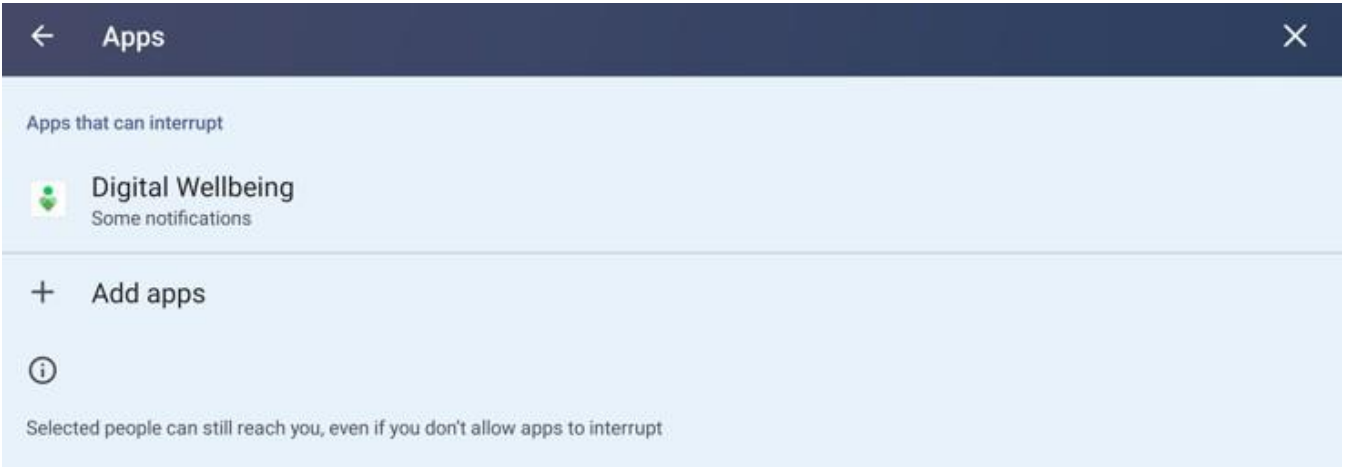 Apps
Apps that can interrupt
Digital Wellbeing
Some notifications
Add apps
Selected people can still reach you, even if you don't allow apps to interrupt